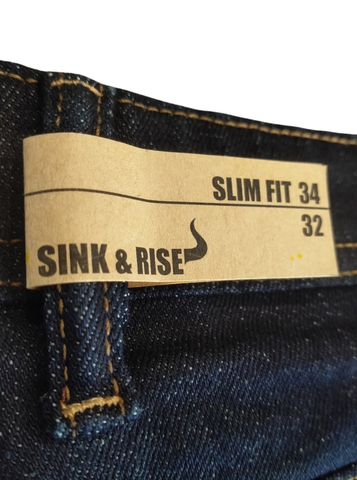 SLIM FIT 34
32
SINK & RISE